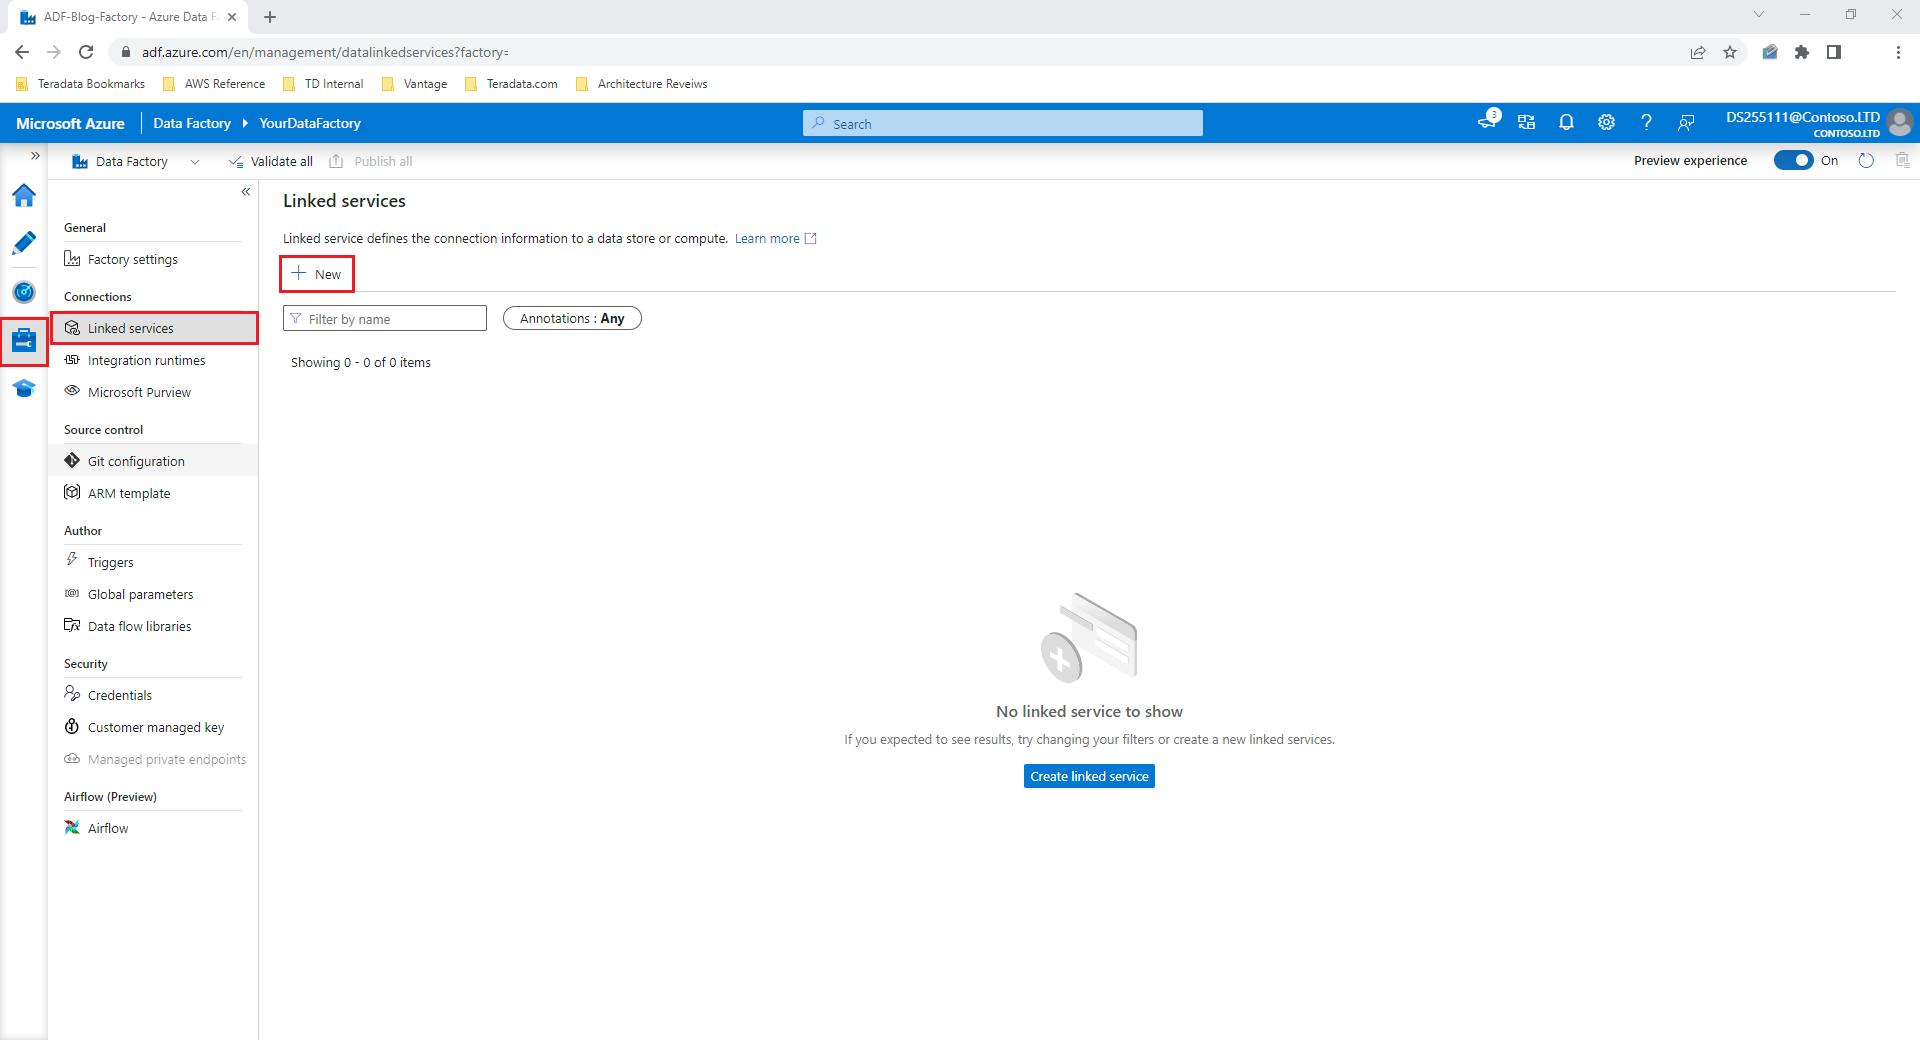 ADF-Blog-Factory - Azure Data F
adf.azure.com/en/management/datalinkedservices?factory=
Teradata Bookmarks AWS Reference TD Internal Vantage Teradata.com Architecture Reveiws
Microsoft Azure Data Factory YourDataFactory Search 3 DS255111@Contoso.LTD
CONTOSO.LTD
Data Factory Validate all Publish all Preview experience On
General
Factory settings
Connections
Linked services
Integration runtimes
Microsoft Purview
Source control
Git configuration
ARM template
Author
Triggers
Global parameters
Data flow libraries
Security
Credentials
Customer managed key
Managed private endpoints
Airflow (Preview)
Airflow
Linked services
Linked service defines the connection information to a data store or compute. Learn more
New
Filter by name Annotations : Any
Showing 0 - 0 of 0 items
No linked service to show
If you expected to see results, try changing your filters or create a new linked services.
Create linked service